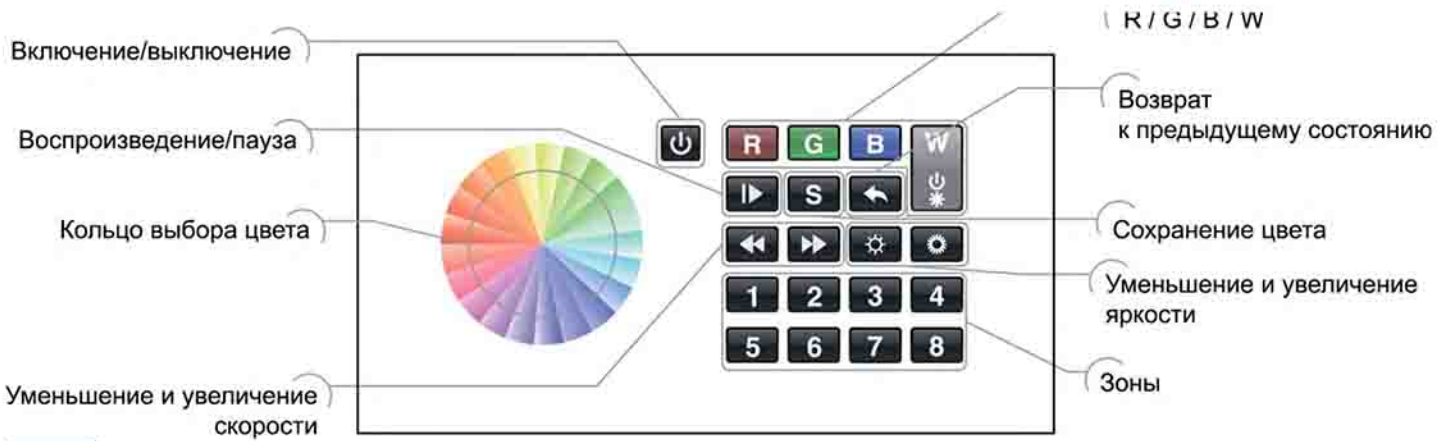 R / G / B / W
Включение/выключение
Возврат
к предыдущему состоянию
Воспроизведение/пауза
R G B W
S
Кольцо выбора цвета
Сохранение цвета
Уменьшение и увеличение
яркости
1 2 3 4
5 6 7 8
Зоны
Уменьшение и увеличение
скорости